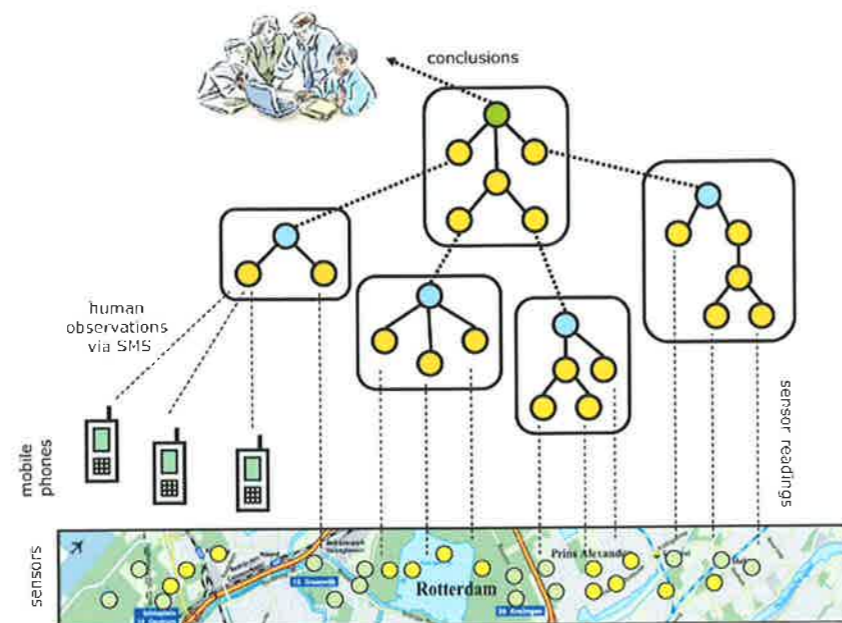 conclusions
human
observations
via SMS
mobile
phones
sensor readings
sensors
Prins Alexander
Rotterdam